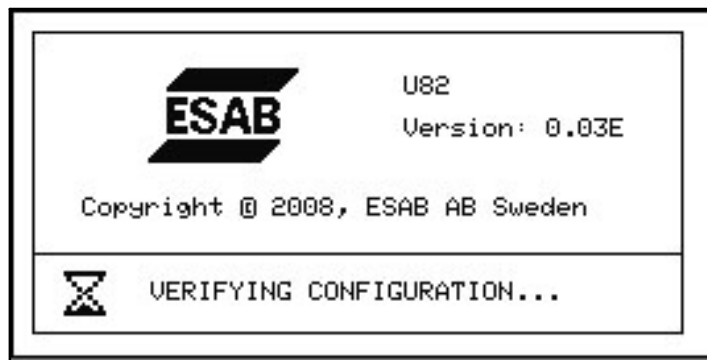 ESAB
U82
Version: 0.03E
Copyright © 2008, ESAB AB Sweden
VERIFYING CONFIGURATION...